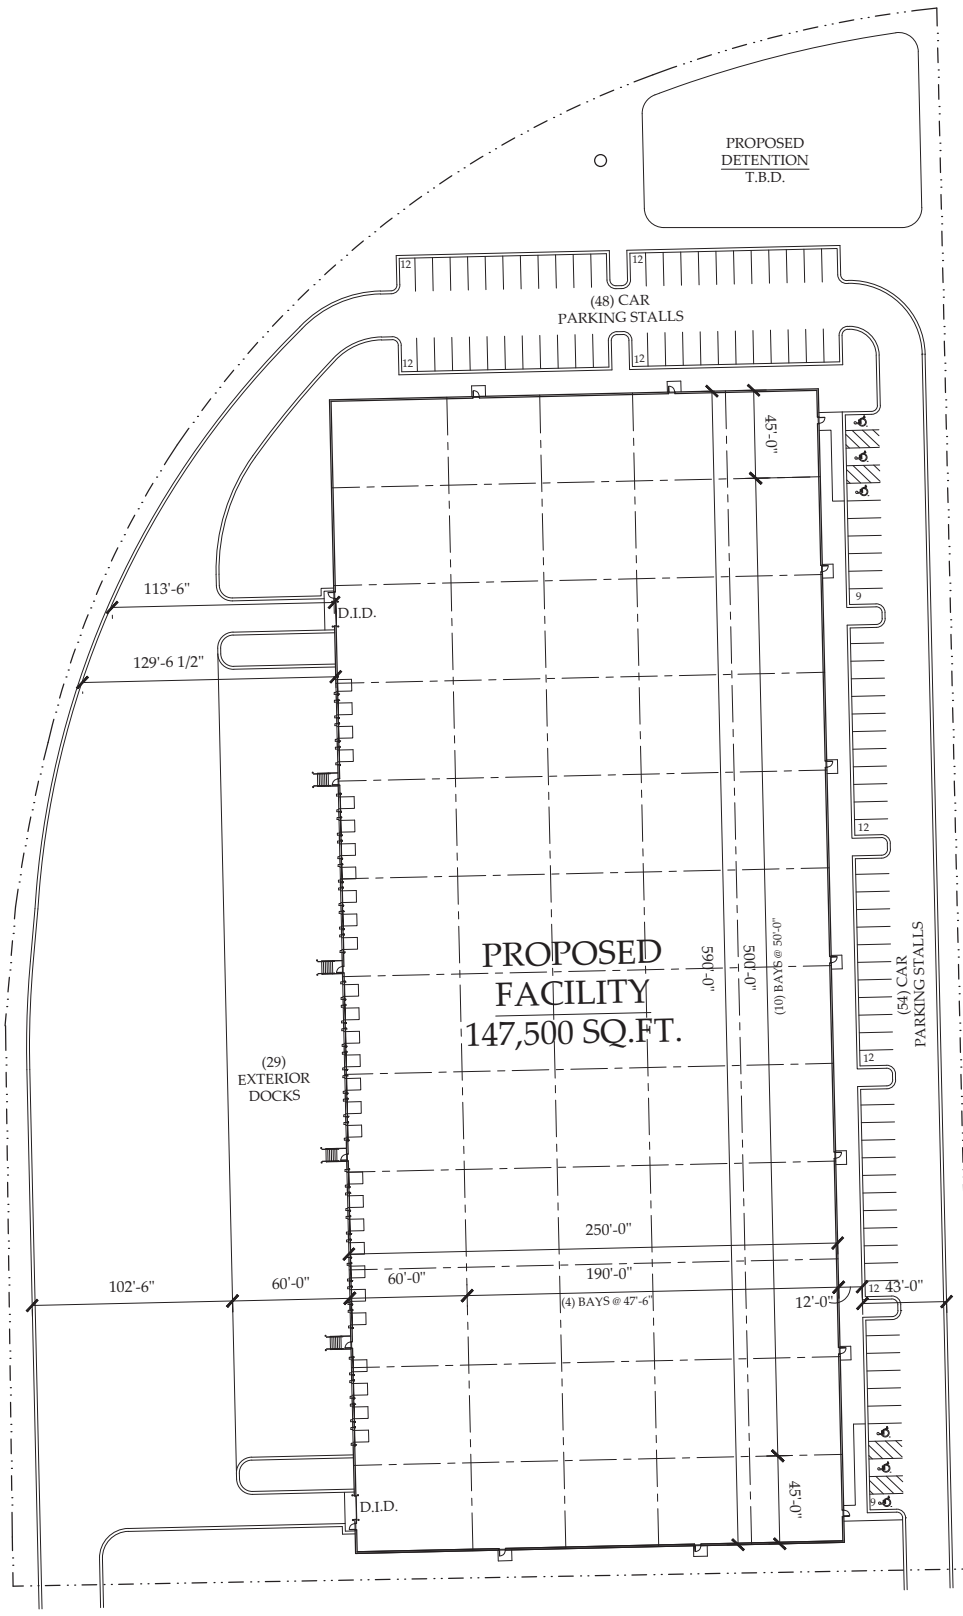 PROPOSED
DETENTION
T.B.D.
12
12
(48) CAR
PARKING STALLS
12
12
45'-0"
113'-6"
9
D.I.D.
129'-6 1/2"
12
PROPOSED
FACILITY
147,500 SQ.FT.
590'-0"
500'-0"
(10) BAYS @ 50'-0"
(54) CAR
PARKING STALLS
(29)
EXTERIOR
DOCKS
12
250'-0"
102'-6"
60'-0"
60'-0"
190'-0"
(4) BAYS @ 47'-6"
12'-0"
12
43'-0"
45'-0"
9
D.I.D.